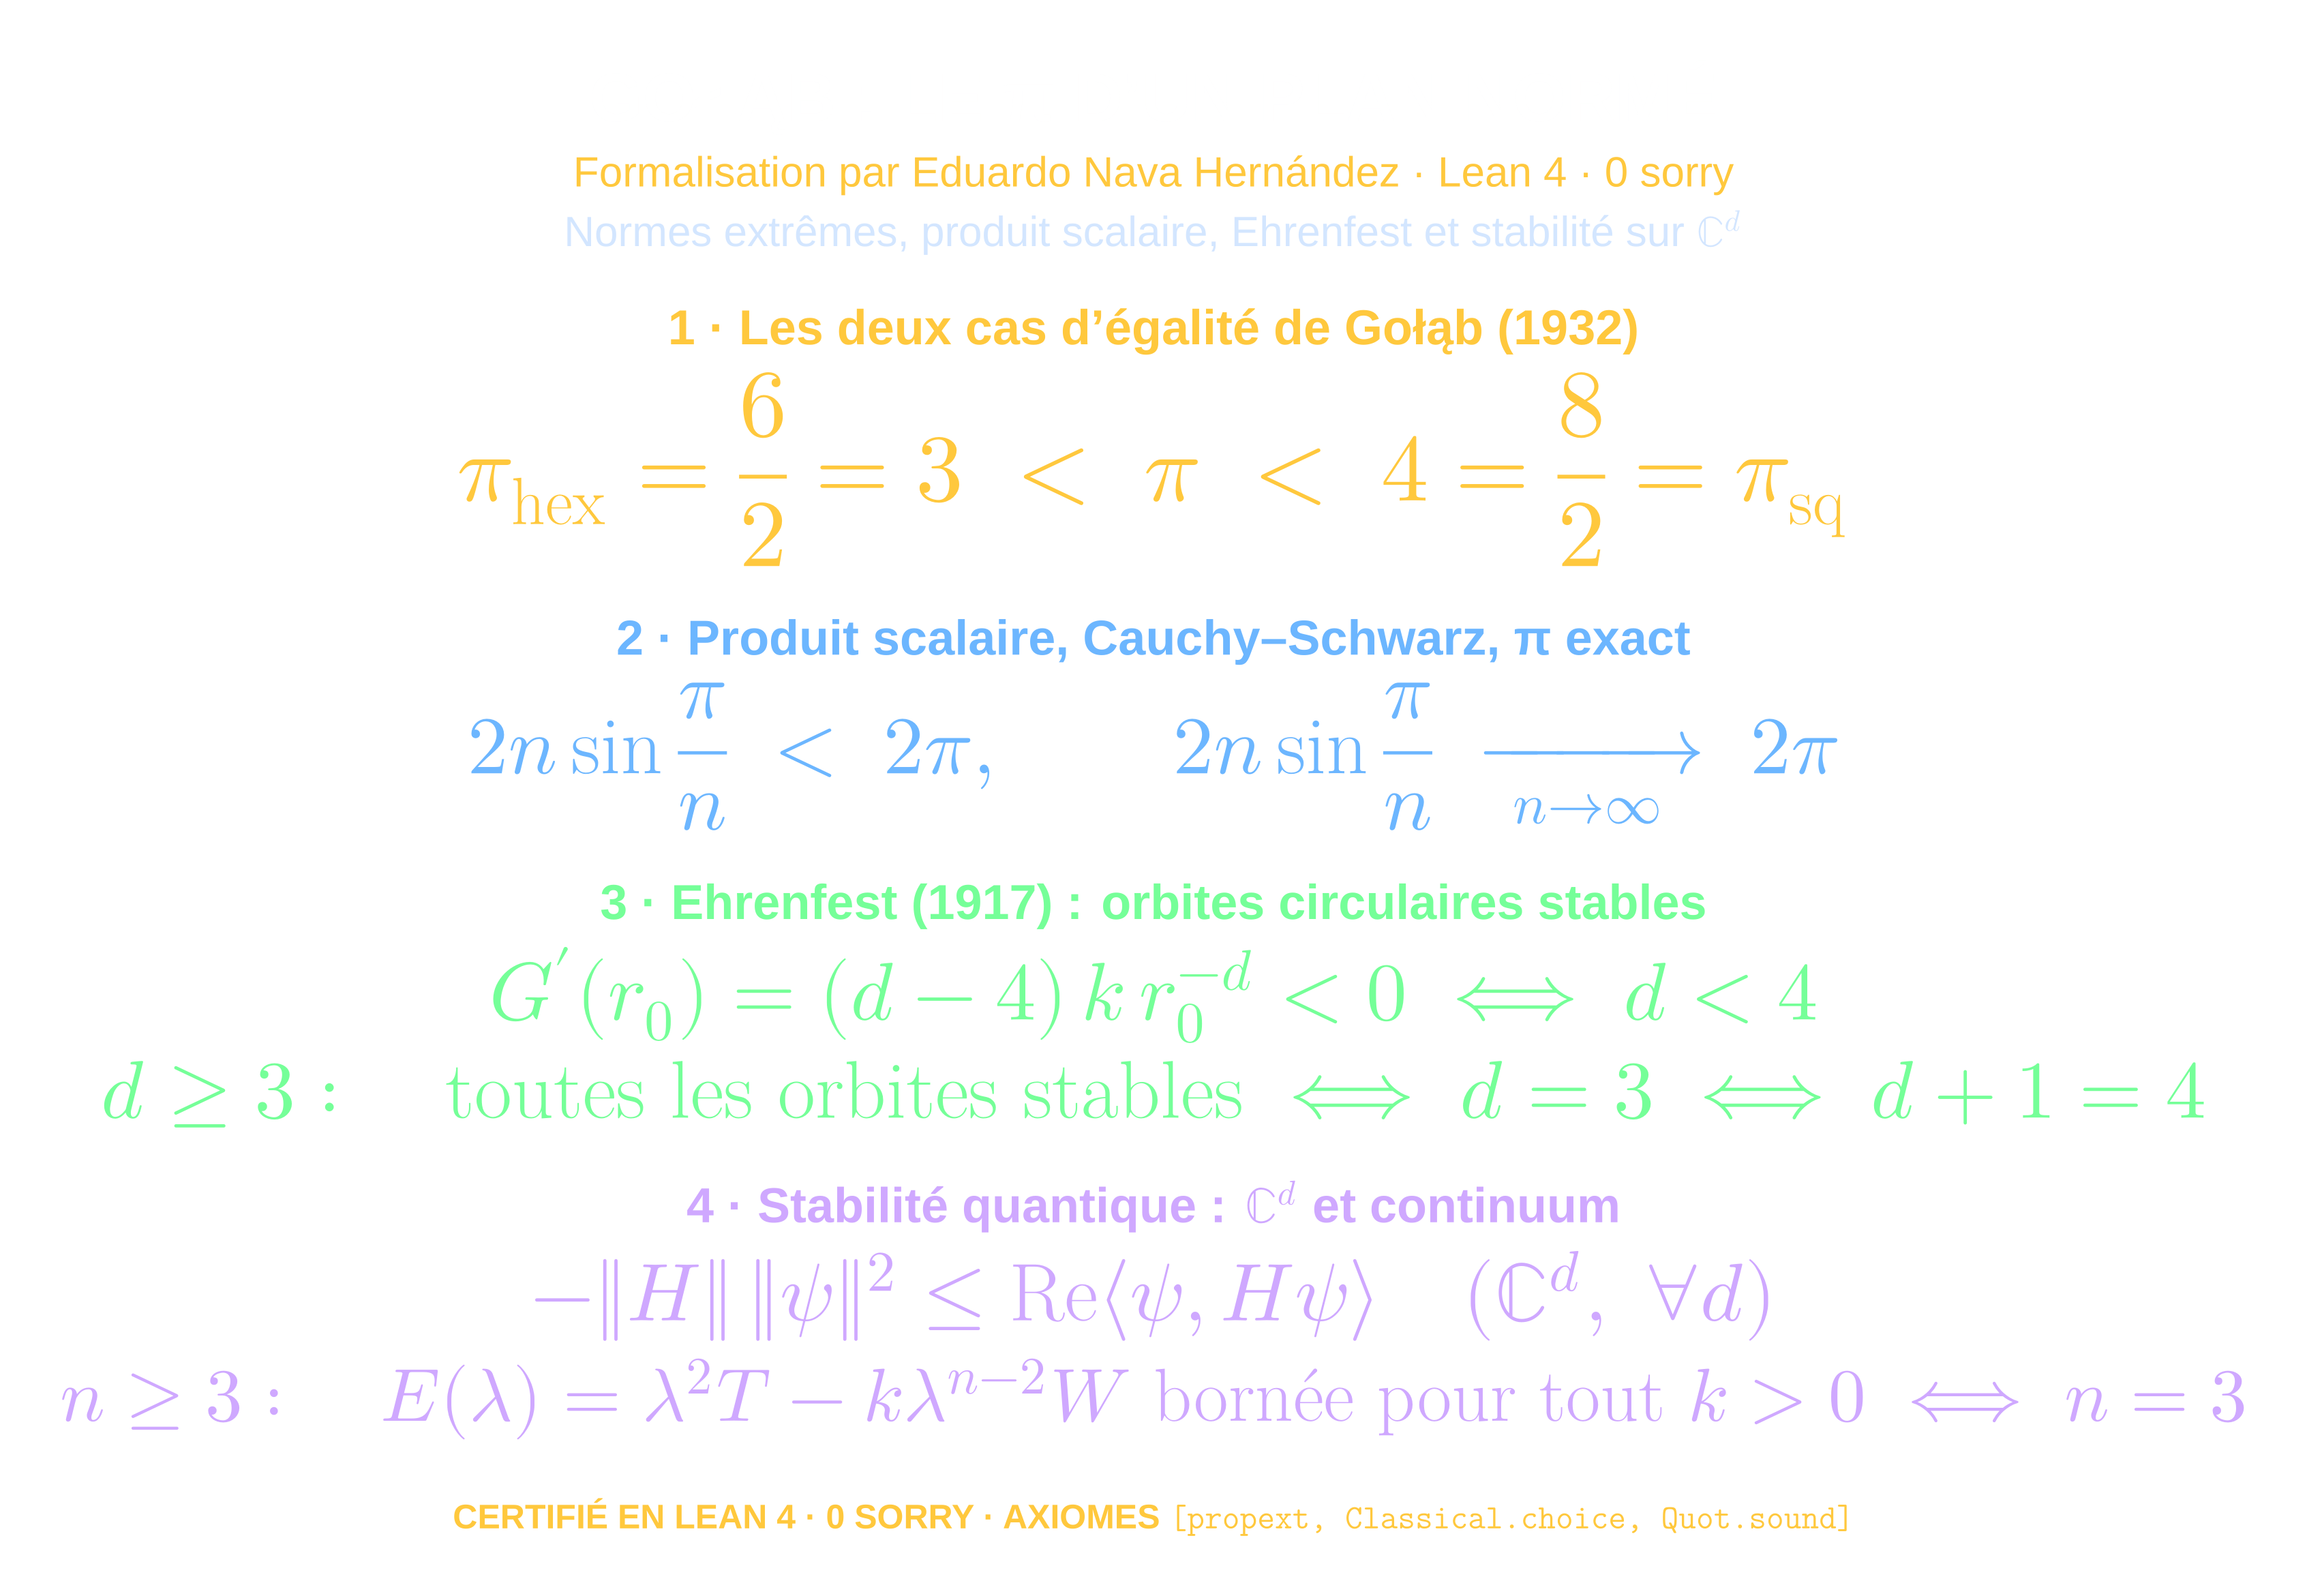 Formalisation par Eduardo Nava Hernández · Lean 4 · 0 sorry
Normes extrêmes, produit scalaire, Ehrenfest et stabilité sur ℂ^d
1 · Les deux cas d’égalité de Gołąb (1932)
π_hex = 6/2 = 3 < π < 4 = 8/2 = π_sq
2 · Produit scalaire, Cauchy–Schwarz, π exact
2n sin π/n < 2π, 2n sin π/n ⟶_{n→∞} 2π
3 · Ehrenfest (1917) : orbites circulaires stables
G′(r_0) = (d − 4) k r_0^{−d} < 0 ⟺ d < 4
d ≥ 3 : toutes les orbites stables ⟺ d = 3 ⟺ d + 1 = 4
4 · Stabilité quantique : ℂ^d et continuum
−‖H‖ ‖ψ‖² ≤ Re⟨ψ, Hψ⟩ (ℂ^d, ∀d)
n ≥ 3 : E(λ) = λ²T − kλ^{n−2}W bornée pour tout k > 0 ⟺ n = 3
CERTIFIÉ EN LEAN 4 · 0 SORRY · AXIOMES [propext, Classical.choice, Quot.sound]